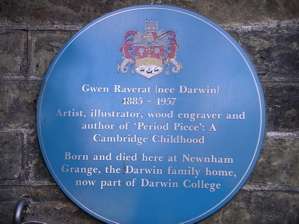 Gwen Raverat (nee Darwin)
1885 - 1957
Artist, illustrator, wood engraver and
author of 'Period Piece': A
Cambridge Childhood
Born and died here at Newnham
Grange, the Darwin family home,
now part of Darwin College